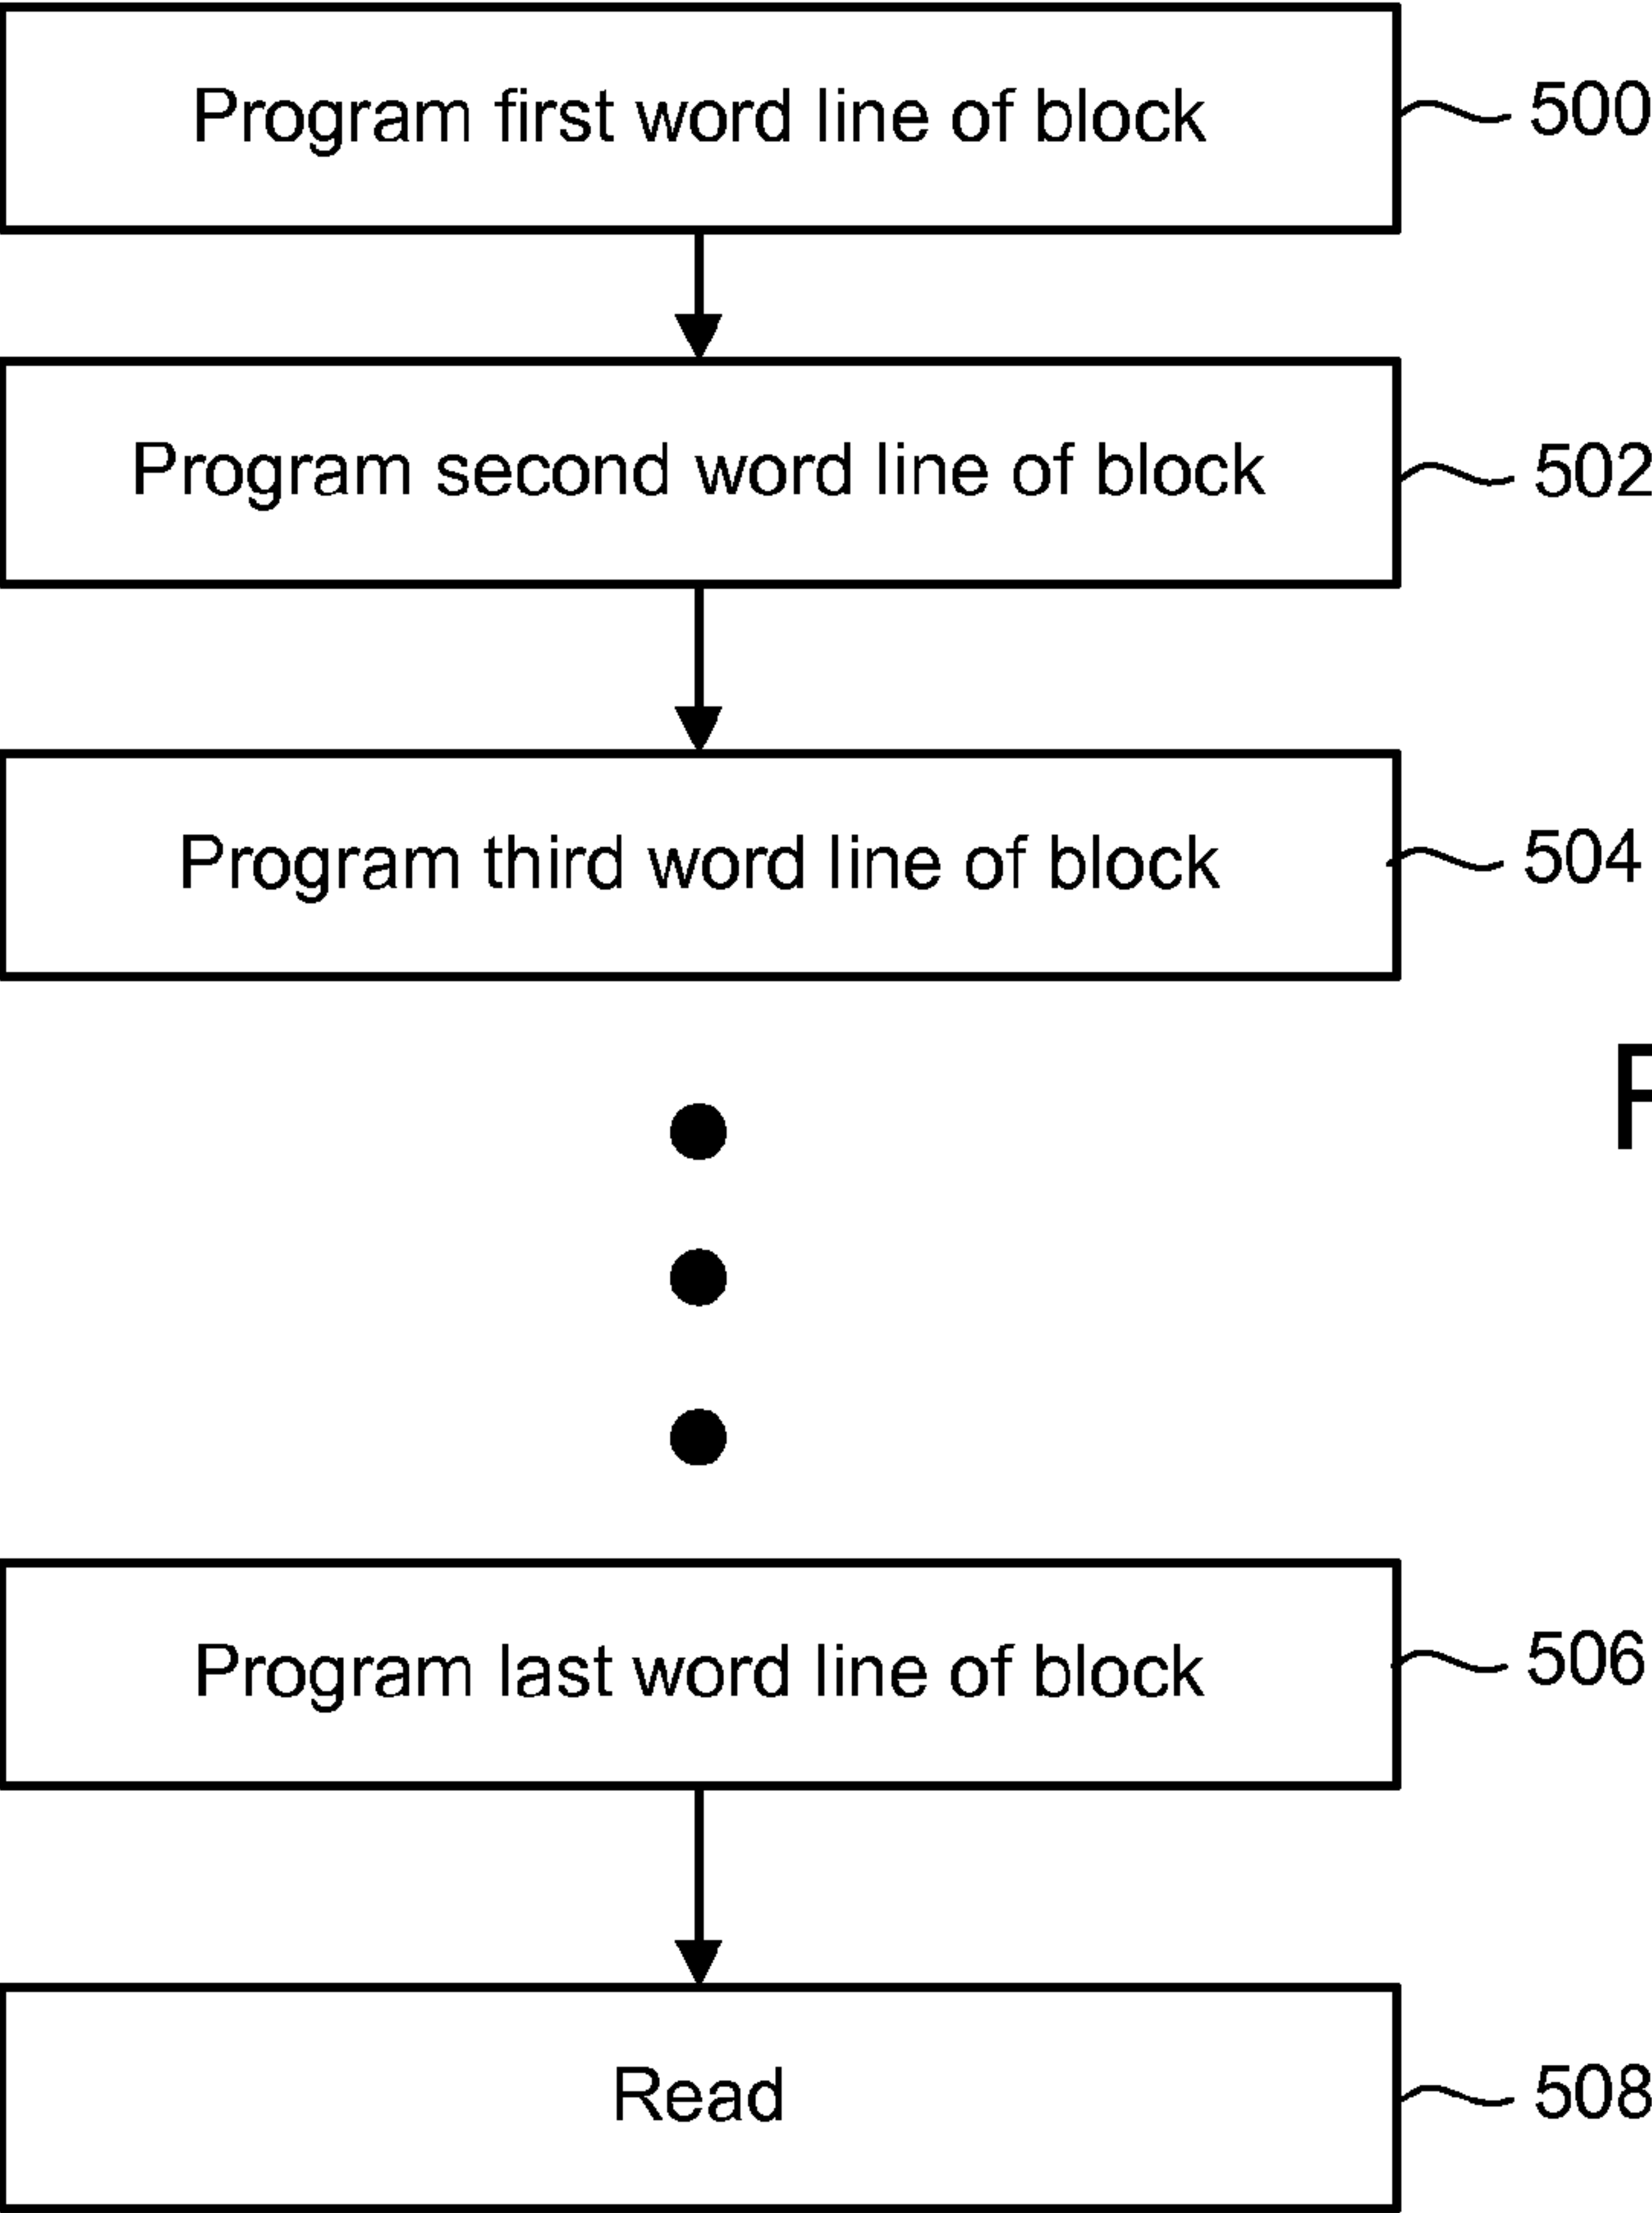 Program first word line of block 500
Program second word line of block 502
Program third word line of block 504
F
Program last word line of block 506
Read 508